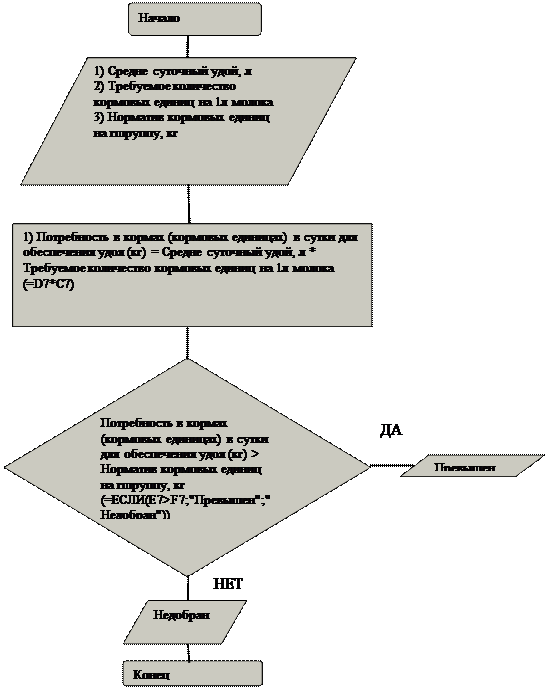 Начало
1) Средне суточный удой, л
2) Требуемое количество
кормовых единиц на 1л молока
3) Норматив кормовых единиц
на группу, кг
1) Потребность в кормах (кормовых единицах) в сутки для
обеспечения удоя (кг) = Средне суточный удой, л *
Требуемое количество кормовых единиц на 1л молока
(=D7*C7)
Потребность в кормах
(кормовых единицах) в сутки
для обеспечения удоя (кг) >
Норматив кормовых единиц
на группу, кг
(=ЕСЛИ(E7>F7;"Превышен";"
Недобран"))
ДА
Превышен
НЕТ
Недобран
Конец